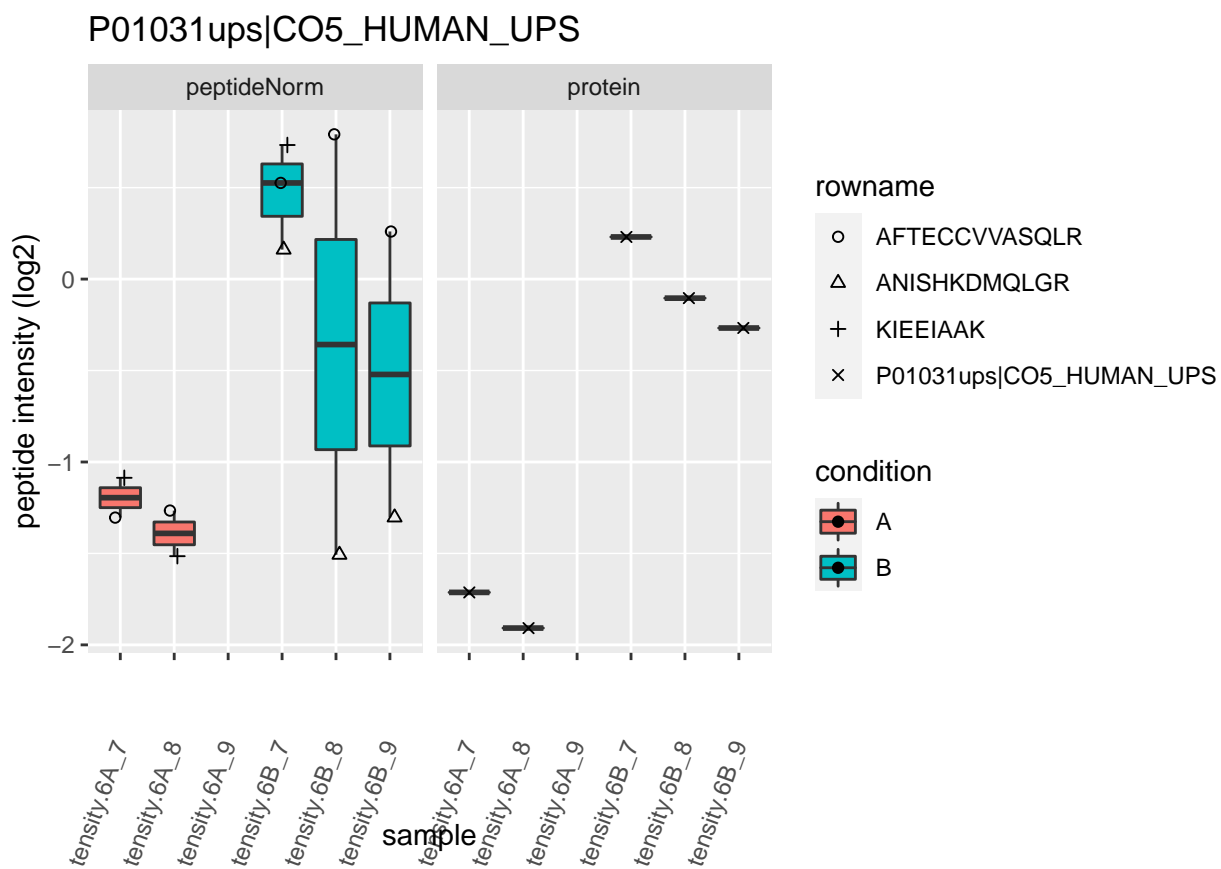 P01031ups|CO5_HUMAN_UPS
peptideNorm
protein
peptide intensity (log2)
0
−1
−2
tensity.6A_7
tensity.6A_8
tensity.6A_9
tensity.6B_7
tensity.6B_8
tensity.6B_9
tensity.6A_7
tensity.6A_8
tensity.6A_9
tensity.6B_7
tensity.6B_8
tensity.6B_9
sample
rowname
AFTECCVVASQLR
ANISHKDMQLGR
KIEEIAAK
P01031ups|CO5_HUMAN_UPS
condition
A
B